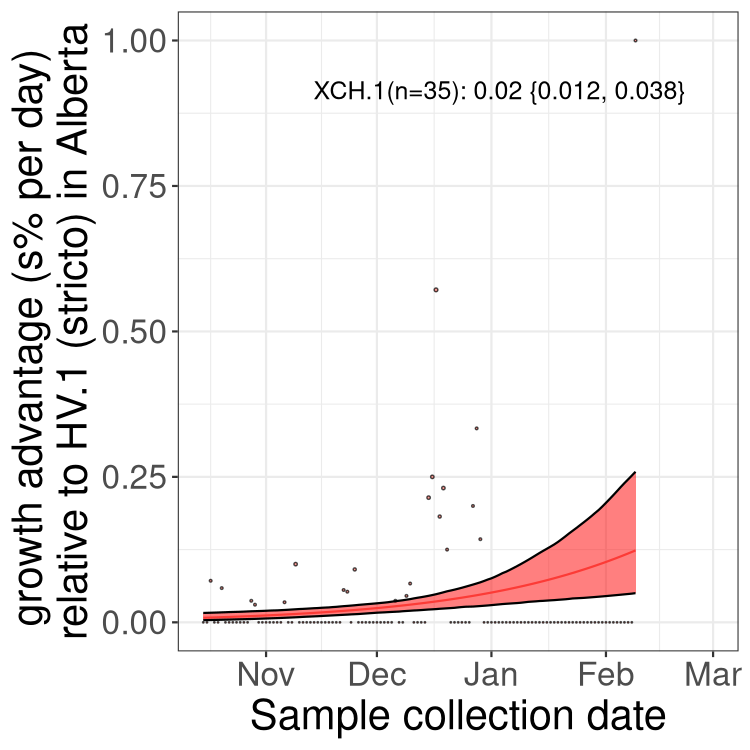 growth advantage (s% per day)
relative to HV.1 (stricto) in Alberta
1.00
0.75
0.50
0.25
0.00
XCH.1(n=35): 0.02 {0.012, 0.038}
Nov Dec Jan Feb Mar
Sample collection date